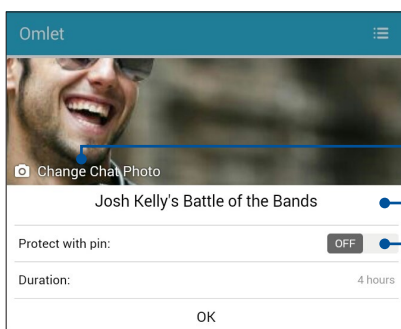 Omlet
Change Chat Photo
Josh Kelly's Battle of the Bands
Protect with pin: OFF
Duration: 4 hours
OK